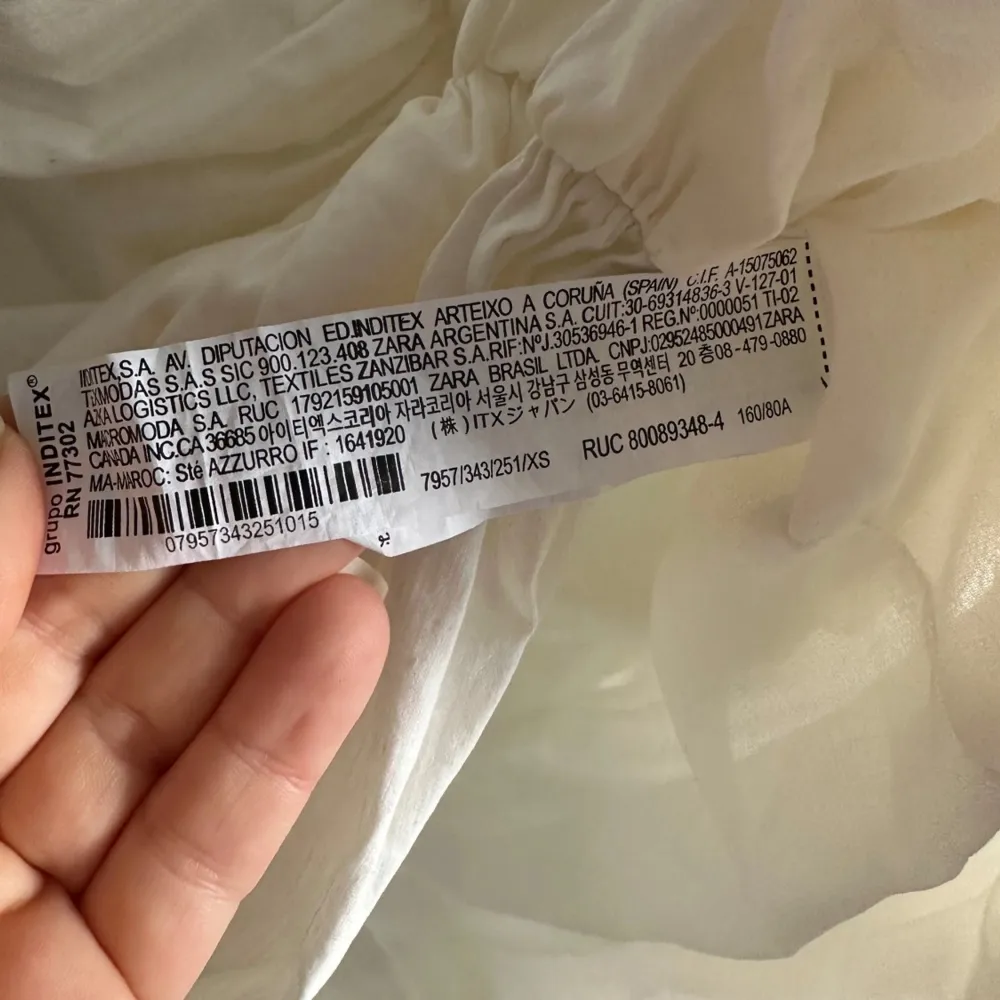 grupo INDITEX®
RN 77302
INDITEX,S.A. AV. DIPUTACION ED.INDITEX ARTEIXO A CORUÑA (SPAIN) C.I.F. A-15075062
TEXMODAS S.A.S SIC 900.123.408 ZARA ARGENTINA S.A. CUIT:30-69314836-3 V-127-01
LOGISTICS LLC, TEXTILES ZANZIBAR S.A.RIF:NºJ.30536946-1 REG.Nº:0000051 TI-02
MACROMODA S.A. RUC 1792159105001 ZARA BRASIL LTDA. CNPJ:02952485000491ZARA
CANADA INC.CA 36685 아이티엑스코리아 자라코리아 서울시 강남구 삼성동 무역센터 20 층08-479-0880
MA-MAROC: Sté AZZURRO IF : 1641920 (株)ITXジャパン (03-6415-8061)
7957/343/251/XS RUC 80089348-4 160/80A
07957343251015